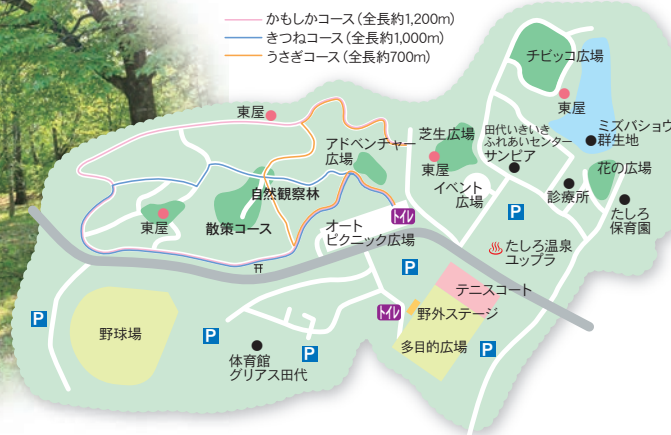 かもしかコース（全長約1,200m）
きつねコース（全長約1,000m）
うさぎコース（全長約700m）
チビッコ広場
東屋
東屋
ミズバショウ
群生地
アドベンチャー
広場
芝生広場
東屋
田代いきいき
ふれあいセンター
サンピア
自然観察林
イベント
広場
診療所
花の広場
たしろ
保育園
東屋
散策コース
オート
ピクニック広場
P
たしろ温泉
ユップラ
P
テニスコート
P
野球場
P
野外ステージ
多目的広場
P
P
体育館
グリアス田代